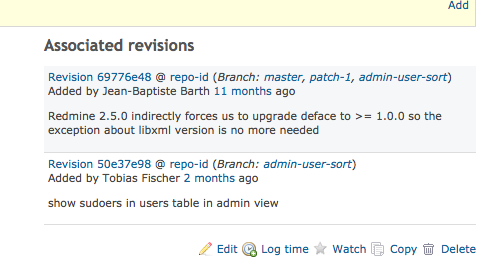 Add
Associated revisions
Revision 69776e48 @ repo-id (Branch: master, patch-1, admin-user-sort)
Added by Jean-Baptiste Barth 11 months ago
Redmine 2.5.0 indirectly forces us to upgrade deface to >= 1.0.0 so the
exception about libxml version is no more needed
Revision 50e37e98 @ repo-id (Branch: admin-user-sort)
Added by Tobias Fischer 2 months ago
show sudoers in users table in admin view
Edit Log time Watch Copy Delete